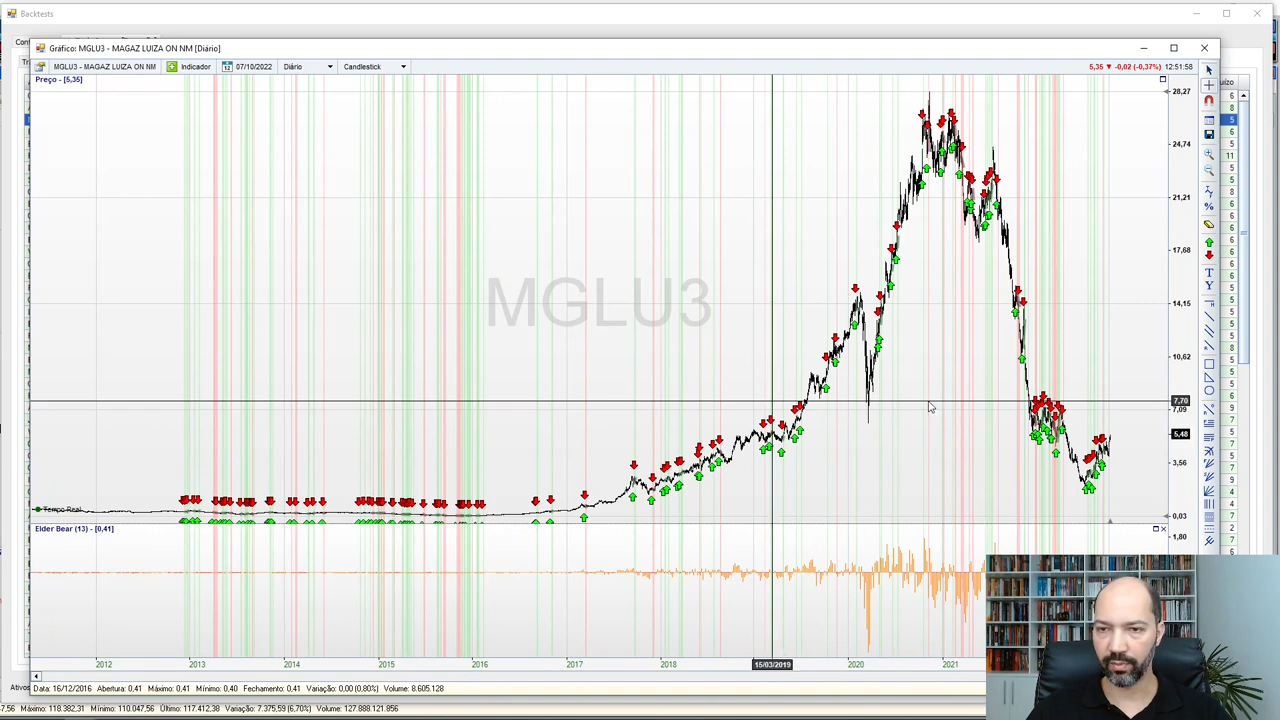 Backtests
Gráfico: MGLU3 - MAGAZ LUIZA ON NM [Diário]
MGLU3 - MAGAZ LUIZA ON NM
Indicador
12
07/10/2022
Diário
Candlestick
5,35 ▼ -0,02 (-0,37%)
12:51:58
Preço - [5,35]
28,27
24,74
21,21
17,68
14,15
10,62
7,70
7,09
5,48
3,56
0,03
MGLU3
Tempo Real
Elder Bear (13) - [0,41]
1,80
2012
2013
2014
2015
2016
2017
2018
15/03/2019
2020
2021
Data: 16/12/2016 Abertura: 0,41 Máximo: 0,41 Mínimo: 0,40 Fechamento: 0,41 Variação: 0,00 (0,80%) Volume: 8.605.128
Ativos
7,56 Máximo: 118.382,31 Mínimo: 110.047,56 Último: 117.412,38 Variação: 7.375,59 (6,70%) Volume: 127.888.121.856